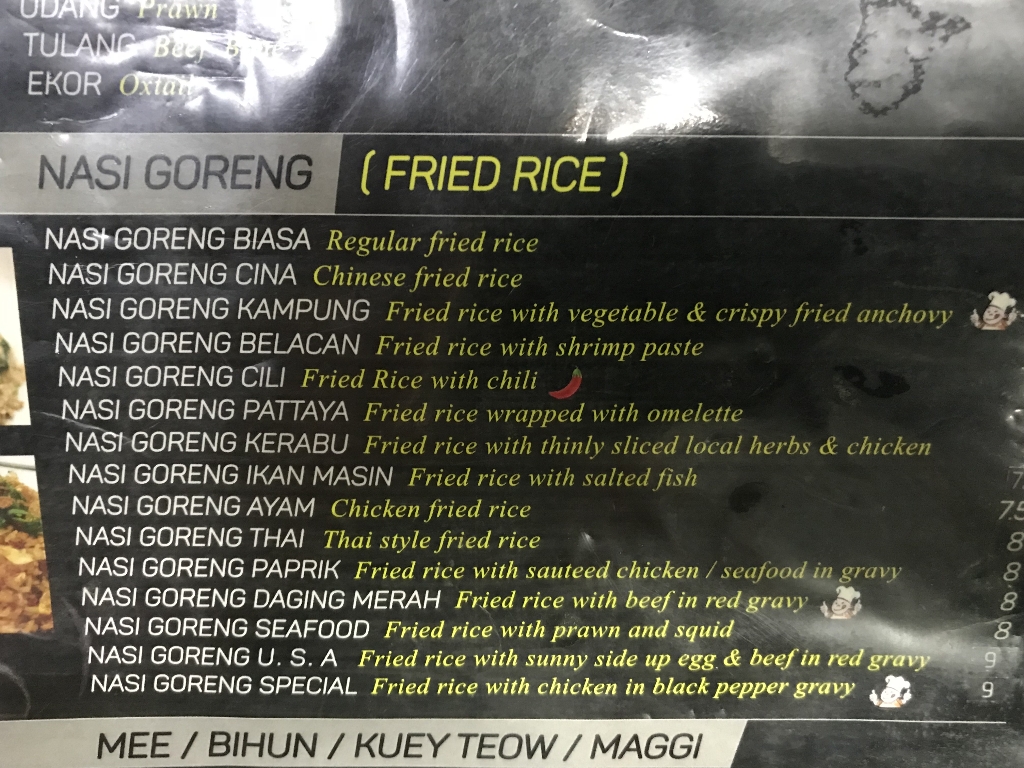 UDANG Prawn
TULANG Beef Bone
EKOR Oxtail
NASI GORENG ( FRIED RICE )
NASI GORENG BIASA Regular fried rice
NASI GORENG CINA Chinese fried rice
NASI GORENG KAMPUNG Fried rice with vegetable & crispy fried anchovy
NASI GORENG BELACAN Fried rice with shrimp paste
NASI GORENG CILI Fried Rice with chili
NASI GORENG PATTAYA Fried rice wrapped with omelette
NASI GORENG KERABU Fried rice with thinly sliced local herbs & chicken
NASI GORENG IKAN MASIN Fried rice with salted fish 7
NASI GORENG AYAM Chicken fried rice 7.5
NASI GORENG THAI Thai style fried rice 8
NASI GORENG PAPRIK Fried rice with sauteed chicken / seafood in gravy 8
NASI GORENG DAGING MERAH Fried rice with beef in red gravy 8
NASI GORENG SEAFOOD Fried rice with prawn and squid 8
NASI GORENG U. S. A Fried rice with sunny side up egg & beef in red gravy 9
NASI GORENG SPECIAL Fried rice with chicken in black pepper gravy 9
MEE / BIHUN / KUEY TEOW / MAGGI